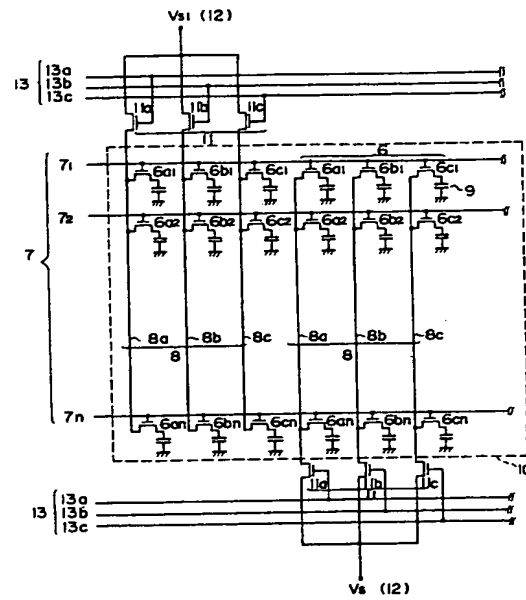 Vs1 (12)
13 13a
13b
13c
11a 11b 11c
11
6
71 6a1 6b1 6c1 6a1 6b1 6c1
9
72 6a2 6b2 6c2 6a2 6b2 6c2
7
8a 8b 8c 8a 8b 8c
8 8
7n 6an 6bn 6cn 6an 6bn 6cn
10
11a 11b 11c
11
13 13a
13b
13c
Vs (12)